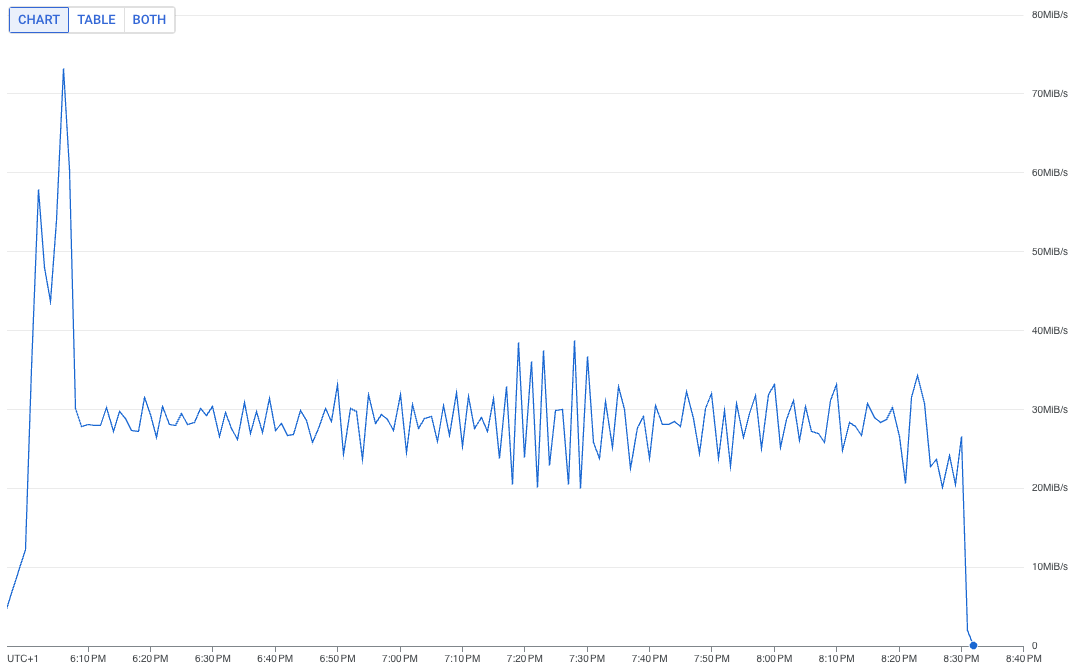 80MiB/s
CHART TABLE BOTH
70MiB/s
60MiB/s
50MiB/s
40MiB/s
30MiB/s
20MiB/s
10MiB/s
0
UTC+1 6:10 PM 6:20 PM 6:30 PM 6:40 PM 6:50 PM 7:00 PM 7:10 PM 7:20 PM 7:30 PM 7:40 PM 7:50 PM 8:00 PM 8:10 PM 8:20 PM 8:30 PM 8:40 PM